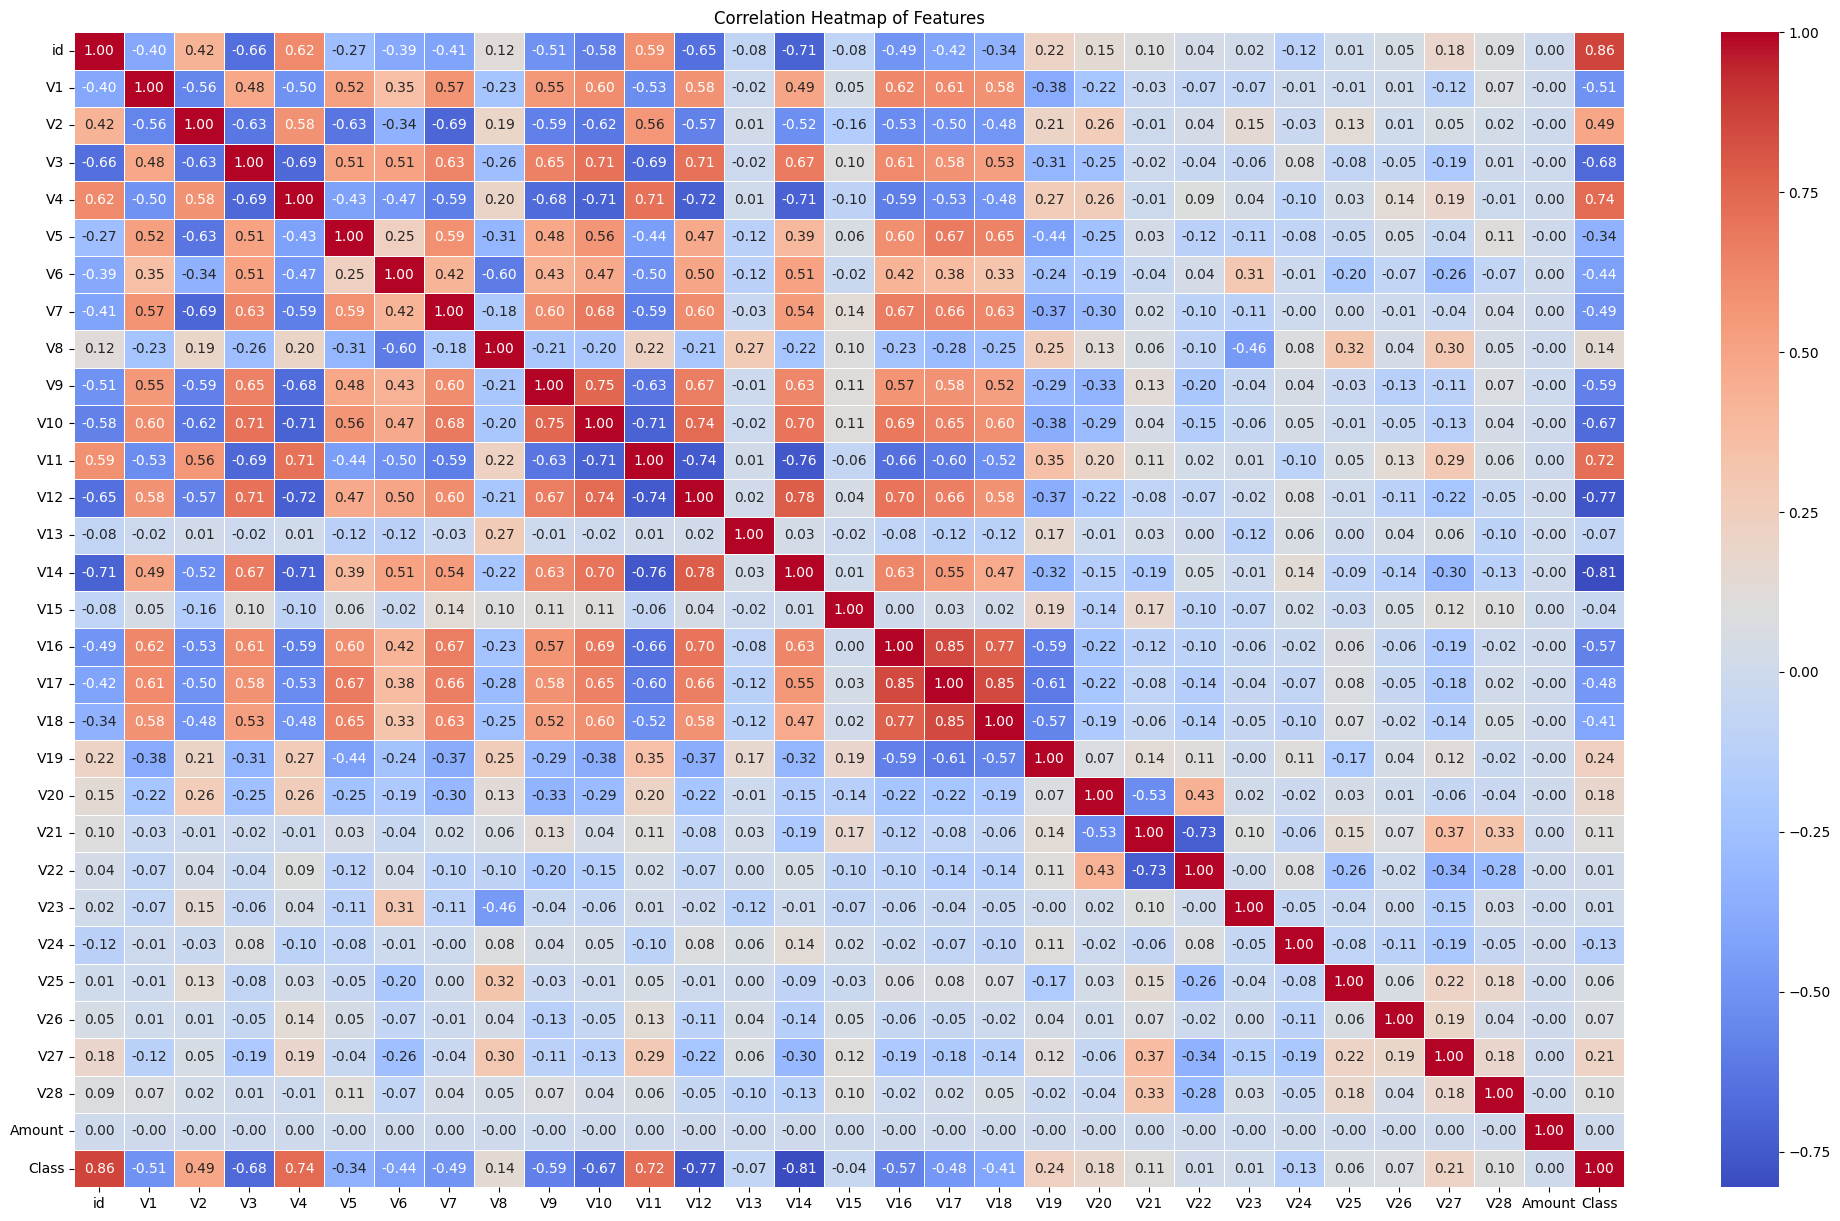 Correlation Heatmap of Features
id 1.00 -0.40 0.42 -0.66 0.62 -0.27 -0.39 -0.41 0.12 -0.51 -0.58 0.59 -0.65 -0.08 -0.71 -0.08 -0.49 -0.42 -0.34 0.22 0.15 0.10 0.04 0.02 -0.12 0.01 0.05 0.18 0.09 0.00 0.86
V1 -0.40 1.00 -0.56 0.48 -0.50 0.52 0.35 0.57 -0.23 0.55 0.60 -0.53 0.58 -0.02 0.49 0.05 0.62 0.61 0.58 -0.38 -0.22 -0.03 -0.07 -0.07 -0.01 -0.01 0.01 -0.12 0.07 -0.00 -0.51
V2 0.42 -0.56 1.00 -0.63 0.58 -0.63 -0.34 -0.69 0.19 -0.59 -0.62 0.56 -0.57 0.01 -0.52 -0.16 -0.53 -0.50 -0.48 0.21 0.26 -0.01 0.04 0.15 -0.03 0.13 0.01 0.05 0.02 -0.00 0.49
V3 -0.66 0.48 -0.63 1.00 -0.69 0.51 0.51 0.63 -0.26 0.65 0.71 -0.69 0.71 -0.02 0.67 0.10 0.61 0.58 0.53 -0.31 -0.25 -0.02 -0.04 -0.06 0.08 -0.08 -0.05 -0.19 0.01 -0.00 -0.68
V4 0.62 -0.50 0.58 -0.69 1.00 -0.43 -0.47 -0.59 0.20 -0.68 -0.71 0.71 -0.72 0.01 -0.71 -0.10 -0.59 -0.53 -0.48 0.27 0.26 -0.01 0.09 0.04 -0.10 0.03 0.14 0.19 -0.01 0.00 0.74
V5 -0.27 0.52 -0.63 0.51 -0.43 1.00 0.25 0.59 -0.31 0.48 0.56 -0.44 0.47 -0.12 0.39 0.06 0.60 0.67 0.65 -0.44 -0.25 0.03 -0.12 -0.11 -0.08 -0.05 0.05 -0.04 0.11 -0.00 -0.34
V6 -0.39 0.35 -0.34 0.51 -0.47 0.25 1.00 0.42 -0.60 0.43 0.47 -0.50 0.50 -0.12 0.51 -0.02 0.42 0.38 0.33 -0.24 -0.19 -0.04 0.04 0.31 -0.01 -0.20 -0.07 -0.26 -0.07 0.00 -0.44
V7 -0.41 0.57 -0.69 0.63 -0.59 0.59 0.42 1.00 -0.18 0.60 0.68 -0.59 0.60 -0.03 0.54 0.14 0.67 0.66 0.63 -0.37 -0.30 0.02 -0.10 -0.11 -0.00 0.00 -0.01 -0.04 0.04 0.00 -0.49
V8 0.12 -0.23 0.19 -0.26 0.20 -0.31 -0.60 -0.18 1.00 -0.21 -0.20 0.22 -0.21 0.27 -0.22 0.10 -0.23 -0.28 -0.25 0.25 0.13 0.06 -0.10 -0.46 0.08 0.32 0.04 0.30 0.05 -0.00 0.14
V9 -0.51 0.55 -0.59 0.65 -0.68 0.48 0.43 0.60 -0.21 1.00 0.75 -0.63 0.67 -0.01 0.63 0.11 0.57 0.58 0.52 -0.29 -0.33 0.13 -0.20 -0.04 0.04 -0.03 -0.13 -0.11 0.07 -0.00 -0.59
V10 -0.58 0.60 -0.62 0.71 -0.71 0.56 0.47 0.68 -0.20 0.75 1.00 -0.71 0.74 -0.02 0.70 0.11 0.69 0.65 0.60 -0.38 -0.29 0.04 -0.15 -0.06 0.05 -0.01 -0.05 -0.13 0.04 -0.00 -0.67
V11 0.59 -0.53 0.56 -0.69 0.71 -0.44 -0.50 -0.59 0.22 -0.63 -0.71 1.00 -0.74 0.01 -0.76 -0.06 -0.66 -0.60 -0.52 0.35 0.20 0.11 0.02 0.01 -0.10 0.05 0.13 0.29 0.06 0.00 0.72
V12 -0.65 0.58 -0.57 0.71 -0.72 0.47 0.50 0.60 -0.21 0.67 0.74 -0.74 1.00 0.02 0.78 0.04 0.70 0.66 0.58 -0.37 -0.22 -0.08 -0.07 -0.02 0.08 -0.01 -0.11 -0.22 -0.05 -0.00 -0.77
V13 -0.08 -0.02 0.01 -0.02 0.01 -0.12 -0.12 -0.03 0.27 -0.01 -0.02 0.01 0.02 1.00 0.03 -0.02 -0.08 -0.12 -0.12 0.17 -0.01 0.03 0.00 -0.12 0.06 0.00 0.04 0.06 -0.10 -0.00 -0.07
V14 -0.71 0.49 -0.52 0.67 -0.71 0.39 0.51 0.54 -0.22 0.63 0.70 -0.76 0.78 0.03 1.00 0.01 0.63 0.55 0.47 -0.32 -0.15 -0.19 0.05 -0.01 0.14 -0.09 -0.14 -0.30 -0.13 -0.00 -0.81
V15 -0.08 0.05 -0.16 0.10 -0.10 0.06 -0.02 0.14 0.10 0.11 0.11 -0.06 0.04 -0.02 0.01 1.00 0.00 0.03 0.02 0.19 -0.14 0.17 -0.10 -0.07 0.02 -0.03 0.05 0.12 0.10 0.00 -0.04
V16 -0.49 0.62 -0.53 0.61 -0.59 0.60 0.42 0.67 -0.23 0.57 0.69 -0.66 0.70 -0.08 0.63 0.00 1.00 0.85 0.77 -0.59 -0.22 -0.12 -0.10 -0.06 -0.02 0.06 -0.06 -0.19 -0.02 -0.00 -0.57
V17 -0.42 0.61 -0.50 0.58 -0.53 0.67 0.38 0.66 -0.28 0.58 0.65 -0.60 0.66 -0.12 0.55 0.03 0.85 1.00 0.85 -0.61 -0.22 -0.08 -0.14 -0.04 -0.07 0.08 -0.05 -0.18 0.02 -0.00 -0.48
V18 -0.34 0.58 -0.48 0.53 -0.48 0.65 0.33 0.63 -0.25 0.52 0.60 -0.52 0.58 -0.12 0.47 0.02 0.77 0.85 1.00 -0.57 -0.19 -0.06 -0.14 -0.05 -0.10 0.07 -0.02 -0.14 0.05 -0.00 -0.41
V19 0.22 -0.38 0.21 -0.31 0.27 -0.44 -0.24 -0.37 0.25 -0.29 -0.38 0.35 -0.37 0.17 -0.32 0.19 -0.59 -0.61 -0.57 1.00 0.07 0.14 0.11 -0.00 0.11 -0.17 0.04 0.12 -0.02 -0.00 0.24
V20 0.15 -0.22 0.26 -0.25 0.26 -0.25 -0.19 -0.30 0.13 -0.33 -0.29 0.20 -0.22 -0.01 -0.15 -0.14 -0.22 -0.22 -0.19 0.07 1.00 -0.53 0.43 0.02 -0.02 0.03 0.01 -0.06 -0.04 -0.00 0.18
V21 0.10 -0.03 -0.01 -0.02 -0.01 0.03 -0.04 0.02 0.06 0.13 0.04 0.11 -0.08 0.03 -0.19 0.17 -0.12 -0.08 -0.06 0.14 -0.53 1.00 -0.73 0.10 -0.06 0.15 0.07 0.37 0.33 0.00 0.11
V22 0.04 -0.07 0.04 -0.04 0.09 -0.12 0.04 -0.10 -0.10 -0.20 -0.15 0.02 -0.07 0.00 0.05 -0.10 -0.10 -0.14 -0.14 0.11 0.43 -0.73 1.00 -0.00 0.08 -0.26 -0.02 -0.34 -0.28 -0.00 0.01
V23 0.02 -0.07 0.15 -0.06 0.04 -0.11 0.31 -0.11 -0.46 -0.04 -0.06 0.01 -0.02 -0.12 -0.01 -0.07 -0.06 -0.04 -0.05 -0.00 0.02 0.10 -0.00 1.00 -0.05 -0.04 0.00 -0.15 0.03 -0.00 0.01
V24 -0.12 -0.01 -0.03 0.08 -0.10 -0.08 -0.01 -0.00 0.08 0.04 0.05 -0.10 0.08 0.06 0.14 0.02 -0.02 -0.07 -0.10 0.11 -0.02 -0.06 0.08 -0.05 1.00 -0.08 -0.11 -0.19 -0.05 -0.00 -0.13
V25 0.01 -0.01 0.13 -0.08 0.03 -0.05 -0.20 0.00 0.32 -0.03 -0.01 0.05 -0.01 0.00 -0.09 -0.03 0.06 0.08 0.07 -0.17 0.03 0.15 -0.26 -0.04 -0.08 1.00 0.06 0.22 0.18 -0.00 0.06
V26 0.05 0.01 0.01 -0.05 0.14 0.05 -0.07 -0.01 0.04 -0.13 -0.05 0.13 -0.11 0.04 -0.14 0.05 -0.06 -0.05 -0.02 0.04 0.01 0.07 -0.02 0.00 -0.11 0.06 1.00 0.19 0.04 -0.00 0.07
V27 0.18 -0.12 0.05 -0.19 0.19 -0.04 -0.26 -0.04 0.30 -0.11 -0.13 0.29 -0.22 0.06 -0.30 0.12 -0.19 -0.18 -0.14 0.12 -0.06 0.37 -0.34 -0.15 -0.19 0.22 0.19 1.00 0.18 0.00 0.21
V28 0.09 0.07 0.02 0.01 -0.01 0.11 -0.07 0.04 0.05 0.07 0.04 0.06 -0.05 -0.10 -0.13 0.10 -0.02 0.02 0.05 -0.02 -0.04 0.33 -0.28 0.03 -0.05 0.18 0.04 0.18 1.00 -0.00 0.10
Amount 0.00 -0.00 -0.00 -0.00 0.00 -0.00 0.00 0.00 -0.00 -0.00 -0.00 0.00 -0.00 -0.00 -0.00 0.00 -0.00 -0.00 -0.00 -0.00 -0.00 0.00 -0.00 -0.00 -0.00 -0.00 -0.00 0.00 -0.00 1.00 0.00
Class 0.86 -0.51 0.49 -0.68 0.74 -0.34 -0.44 -0.49 0.14 -0.59 -0.67 0.72 -0.77 -0.07 -0.81 -0.04 -0.57 -0.48 -0.41 0.24 0.18 0.11 0.01 0.01 -0.13 0.06 0.07 0.21 0.10 0.00 1.00
id V1 V2 V3 V4 V5 V6 V7 V8 V9 V10 V11 V12 V13 V14 V15 V16 V17 V18 V19 V20 V21 V22 V23 V24 V25 V26 V27 V28 Amount Class
1.00
0.75
0.50
0.25
0.00
−0.25
−0.50
−0.75